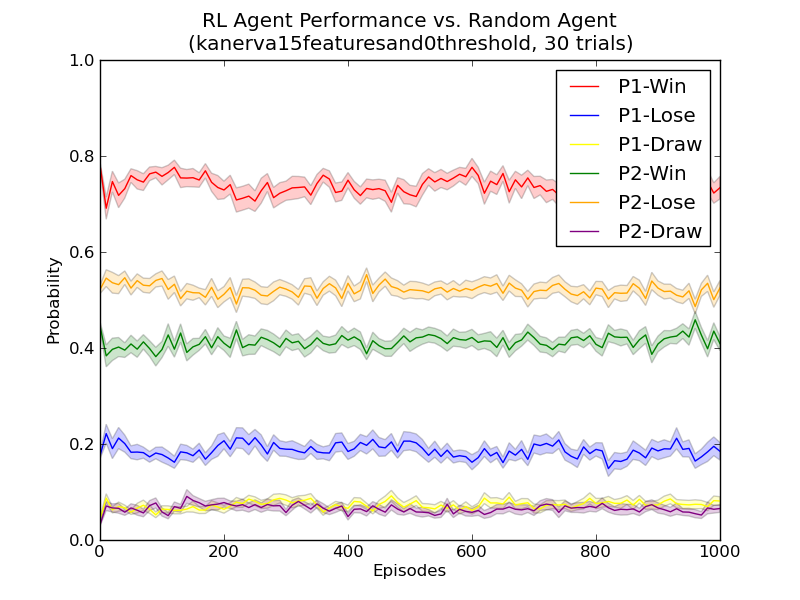 RL Agent Performance vs. Random Agent
(kanerva15featuresand0threshold, 30 trials)
1.0
0.8
0.6
0.4
0.2
0.0
Probability
P1-Win
P1-Lose
P1-Draw
P2-Win
P2-Lose
P2-Draw
0 200 400 600 800 1000
Episodes